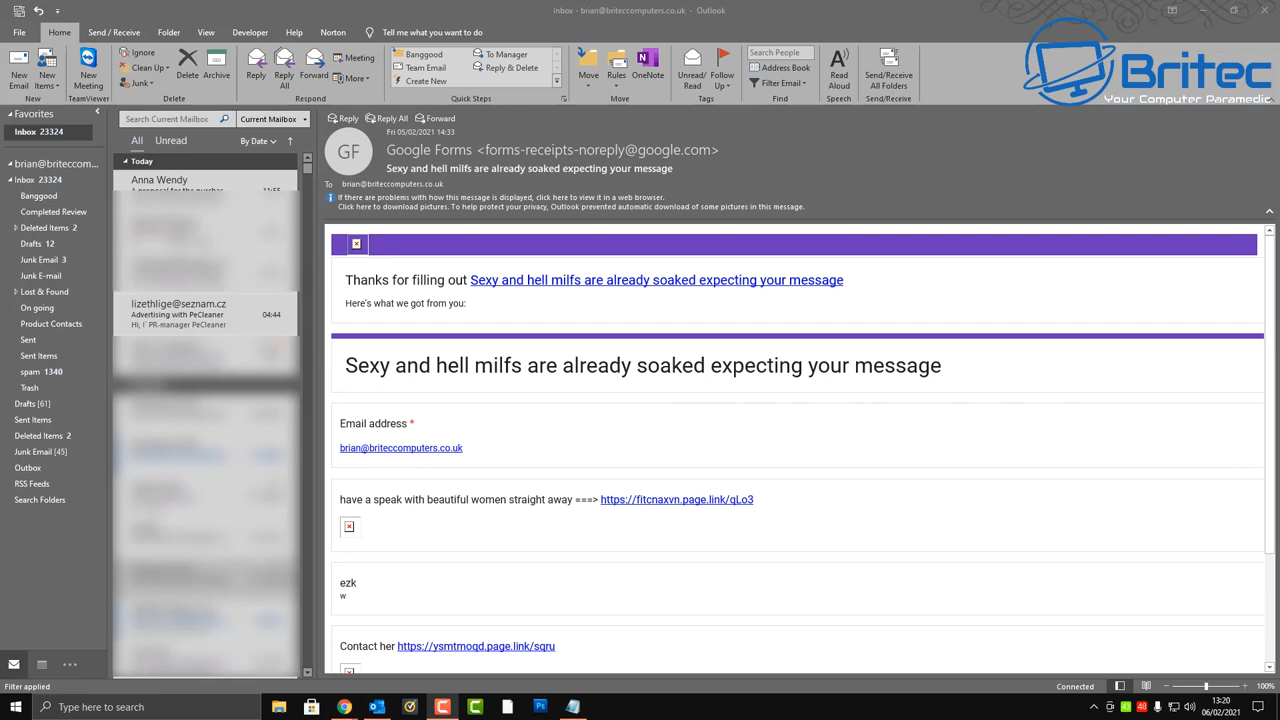 Inbox - brian@briteccomputers.co.uk - Outlook
File Home Send / Receive Folder View Developer Help Norton Tell me what you want to do
New Email
New Items
New
New Meeting
TeamViewer
Ignore
Clean Up
Junk
Delete
Archive
Delete
Reply
Reply All
Forward
Meeting
More
Respond
Banggood
Team Email
Create New
To Manager
Reply & Delete
Quick Steps
Move
Rules
OneNote
Move
Unread/ Read
Follow Up
Tags
Search People
Address Book
Filter Email
Find
Read Aloud
Speech
Send/Receive All Folders
Send/Receive
Britec
Your Computer Paramedic
Favorites
Inbox 23324
brian@briteccom...
Inbox 23324
Banggood
Completed Review
Deleted Items 2
Drafts 12
Junk Email 3
Junk E-mail
Lost & Found
On going
Product Contacts
Sent
Sent Items
spam 1340
Trash
Drafts [61]
Sent Items
Deleted Items 2
Junk Email [45]
Outbox
RSS Feeds
Search Folders
Search Current Mailbox
Current Mailbox
All Unread
By Date
Today
Anna Wendy
A proposal for the purchas 11:55
lizethlige@seznam.cz
Advertising with PeCleaner 04:44
Hi, I` PR-manager PeCleaner
Reply Reply All Forward
Fri 05/02/2021 14:33
GF
Google Forms <forms-receipts-noreply@google.com>
Sexy and hell milfs are already soaked expecting your message
To brian@briteccomputers.co.uk
If there are problems with how this message is displayed, click here to view it in a web browser.
Click here to download pictures. To help protect your privacy, Outlook prevented automatic download of some pictures in this message.
Thanks for filling out Sexy and hell milfs are already soaked expecting your message
Here's what we got from you:
Sexy and hell milfs are already soaked expecting your message
Email address *
brian@briteccomputers.co.uk
have a speak with beautiful women straight away ===> https://fitcnaxvn.page.link/qLo3
ezk
w
Contact her https://ysmtmoqd.page.link/sqru
Filter applied
Connected
100%
Type here to search
43
48
13:20
06/02/2021